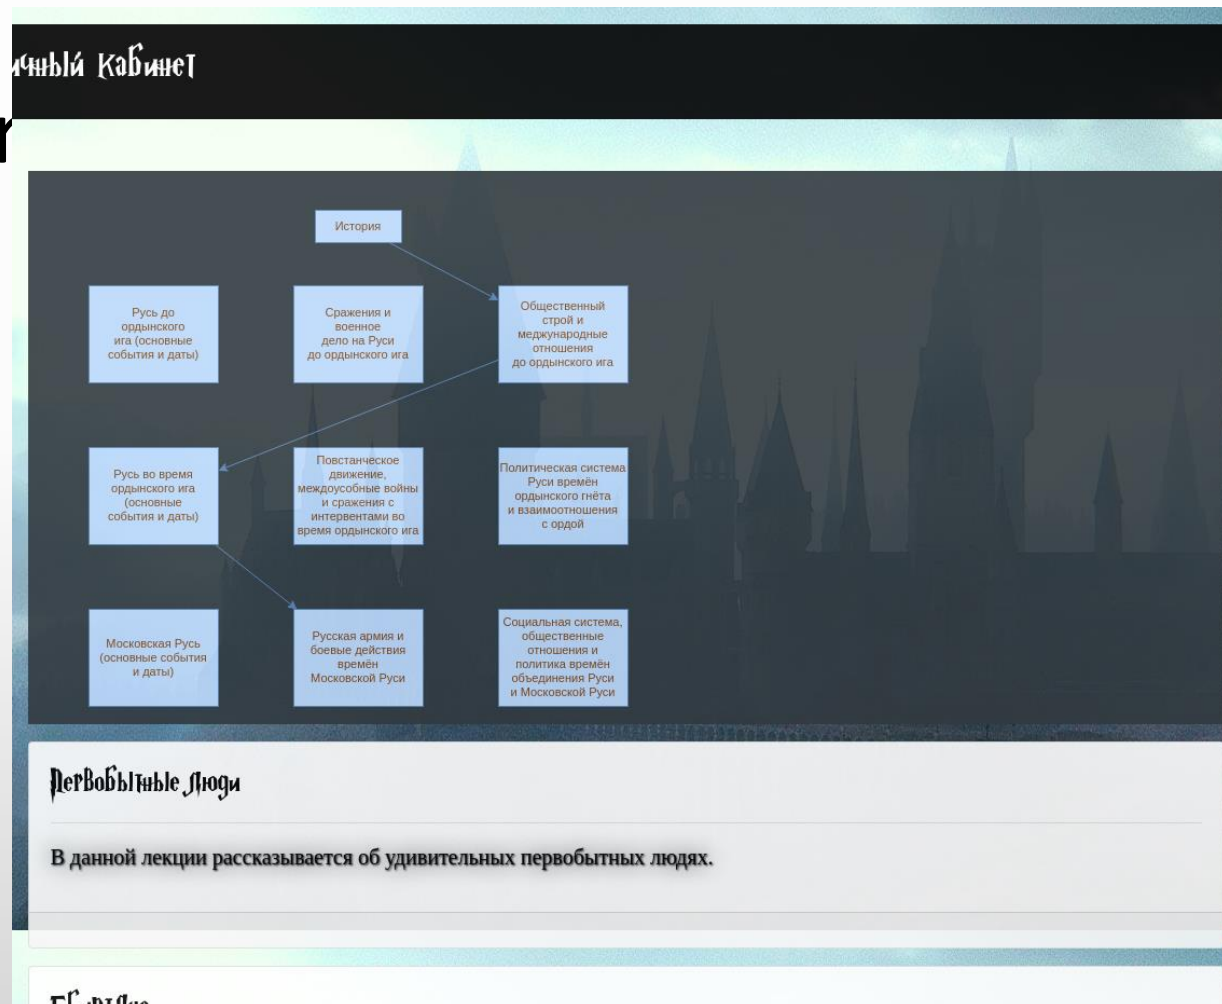 ичный кабинет
История
Русь до
ордынского
ига (основные
события и даты)
Сражения и
военное
дело на Руси
до ордынского ига
Общественный
строй и
меджународные
отношения
до ордынского ига
Русь во время
ордынского ига
(основные
события и даты)
Повстанческое
движение,
междоусобные войны
и сражения с
интервентами во
время ордынского ига
Политическая система
Руси времён
ордынского гнёта
и взаимоотношения
с ордой
Московская Русь
(основные события
и даты)
Русская армия и
боевые действия
времён
Московской Руси
Социальная система,
общественные
отношения и
политика времён
объединения Руси
и Московской Руси
Первобытные люди
В данной лекции рассказывается об удивительных первобытных людях.